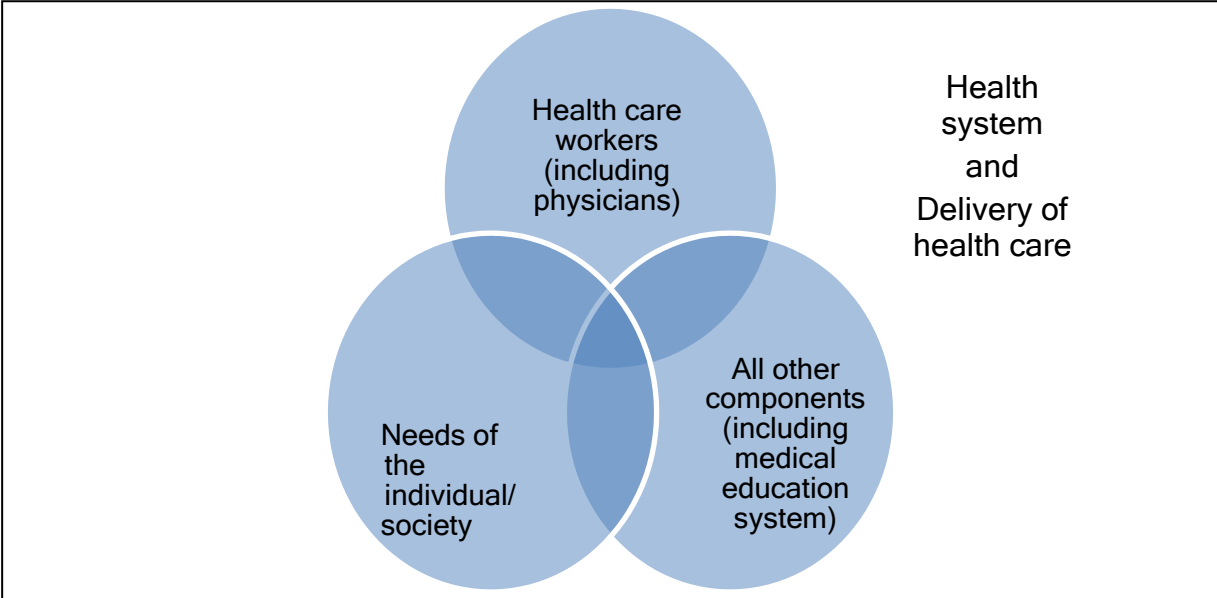 Health care
workers
(including
physicians)
Health
system
and
Delivery of
health care
Needs of
the
individual/
society
All other
components
(including
medical
education
system)